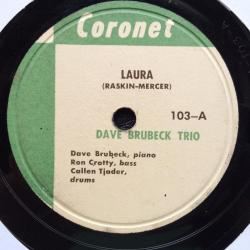 Coronet
LAURA
(RASKIN-MERCER)
103-A
DAVE BRUBECK TRIO
Dave Brubeck, piano
Ron Crotty, bass
Callen Tjader,
drums